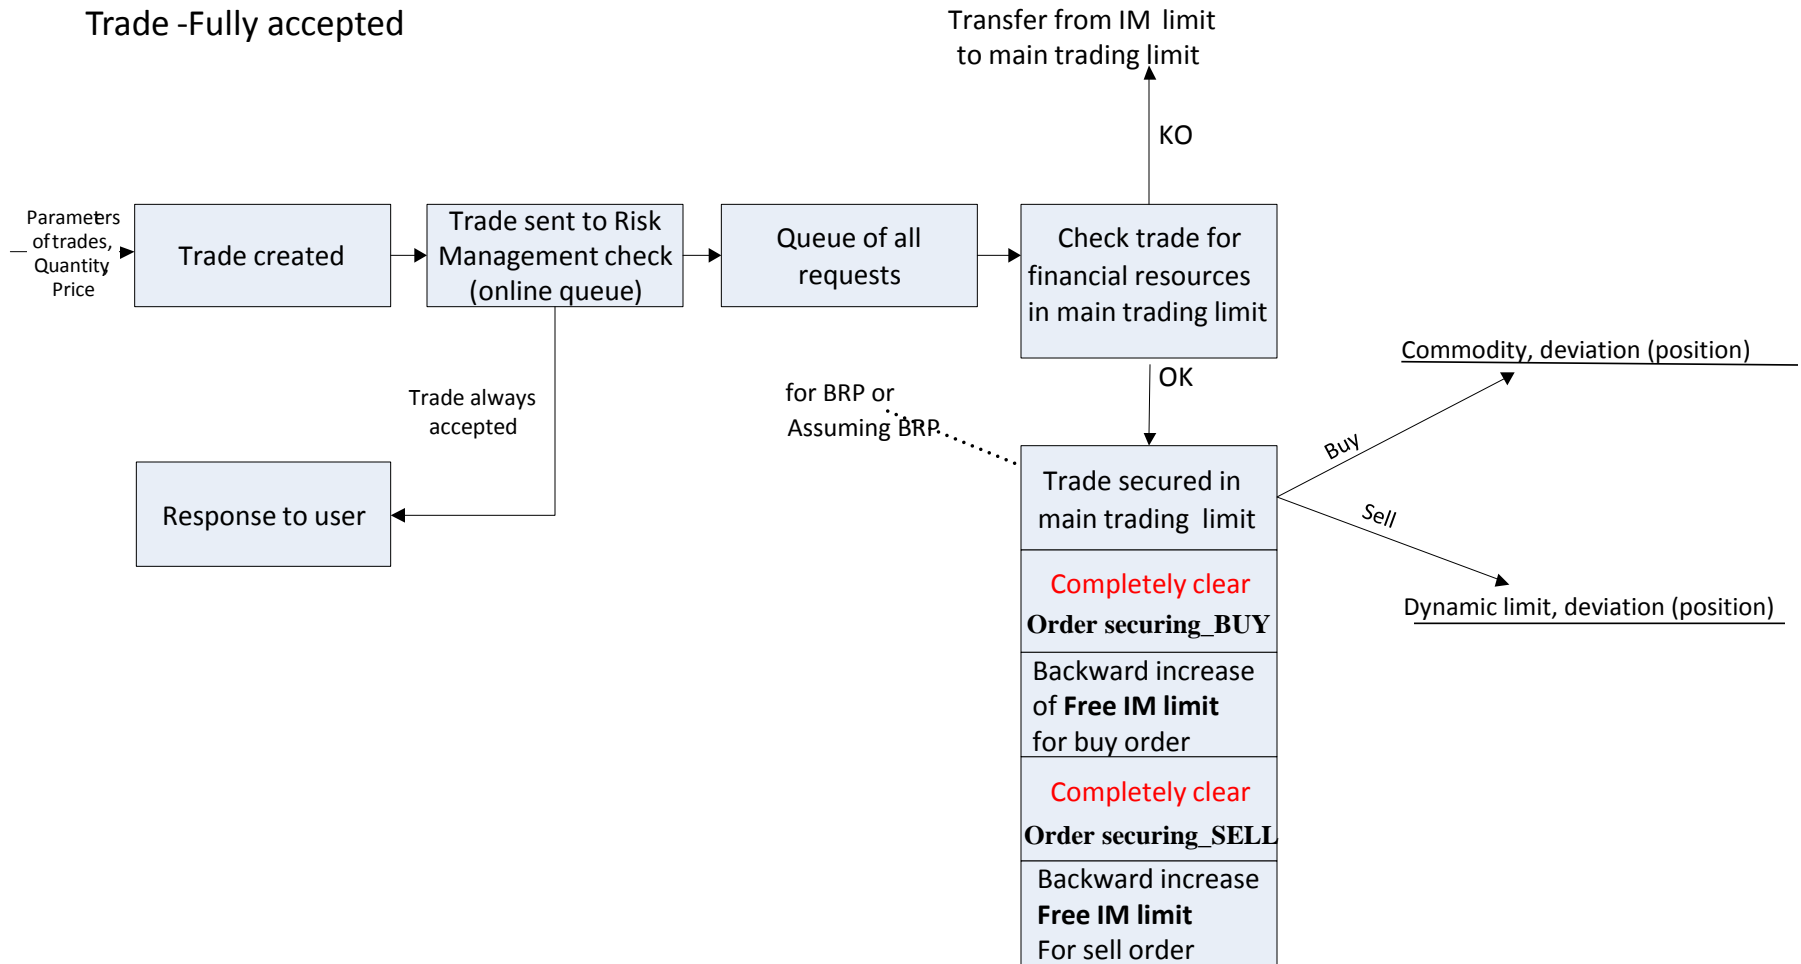 Trade -Fully accepted
Transfer from IM limit
to main trading limit
KO
Parameters
of trades,
Quantity,
Price
Trade created
Trade sent to Risk
Management check
(online queue)
Queue of all
requests
Check trade for
financial resources
in main trading limit
OK
Trade always
accepted
Response to user
for BRP or
Assuming BRP
Trade secured in
main trading limit
Buy
Commodity, deviation (position)
Sell
Dynamic limit, deviation (position)
Completely clear
Order securing_BUY
Backward increase
of Free IM limit
for buy order
Completely clear
Order securing_SELL
Backward increase
Free IM limit
For sell order